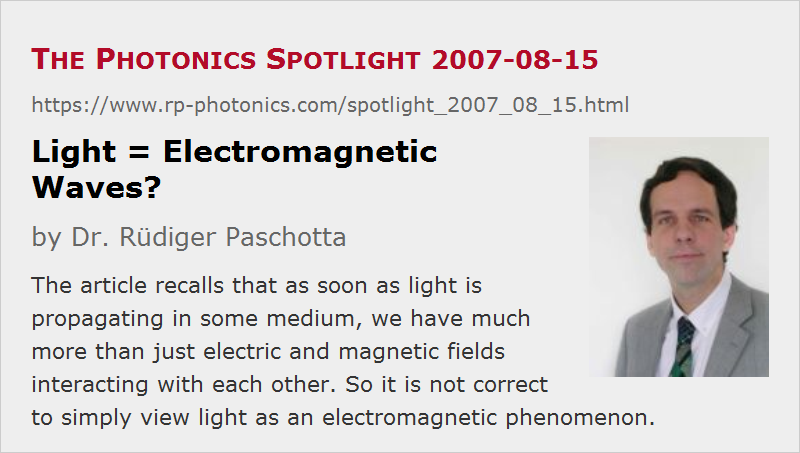 The Photonics Spotlight 2007-08-15
https://www.rp-photonics.com/spotlight_2007_08_15.html
Light = Electromagnetic
Waves?
by Dr. Rüdiger Paschotta
The article recalls that as soon as light is
propagating in some medium, we have much
more than just electric and magnetic fields
interacting with each other. So it is not correct
to simply view light as an electromagnetic phenomenon.